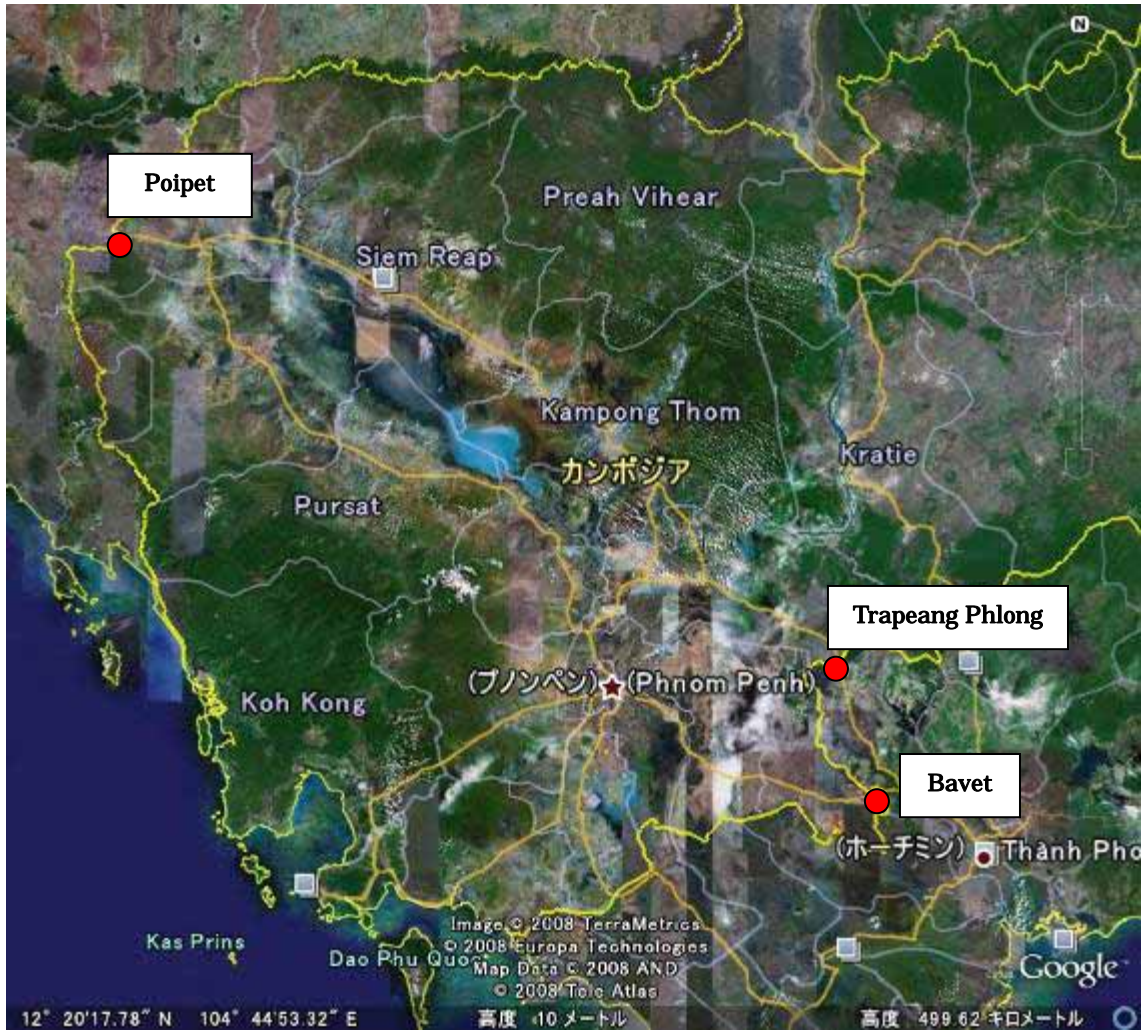 N
Poipet
Preah Vihear
Siem Reap
Kampong Thom
カンボジア
Kratie
Pursat
Trapeang Phlong
(プノンペン) (Phnom Penh)
Koh Kong
Bavet
(ホーチミン) Thành Pho
Image © 2008 TerraMetrics
© 2008 Europa Technologies
Map Data © 2008 AND
© 2008 Tele Atlas
Kas Prins
Dao Phu Quoc
Google
12° 20'17.78" N 104° 44'53.32" E 高度 10 メートル 高度 499.62 キロメートル